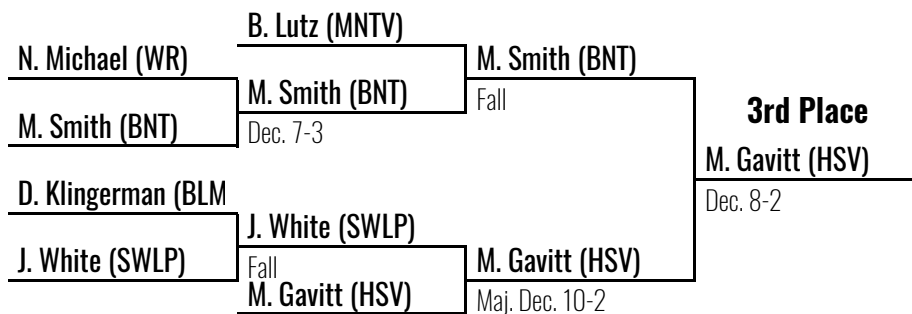 B. Lutz (MNTV)
N. Michael (WR)
M. Smith (BNT)
M. Smith (BNT)
Fall
M. Smith (BNT)
Dec. 7-3
3rd Place
M. Gavitt (HSV)
Dec. 8-2
D. Klingerman (BLM
J. White (SWLP)
J. White (SWLP)
Fall
M. Gavitt (HSV)
M. Gavitt (HSV)
Maj. Dec. 10-2